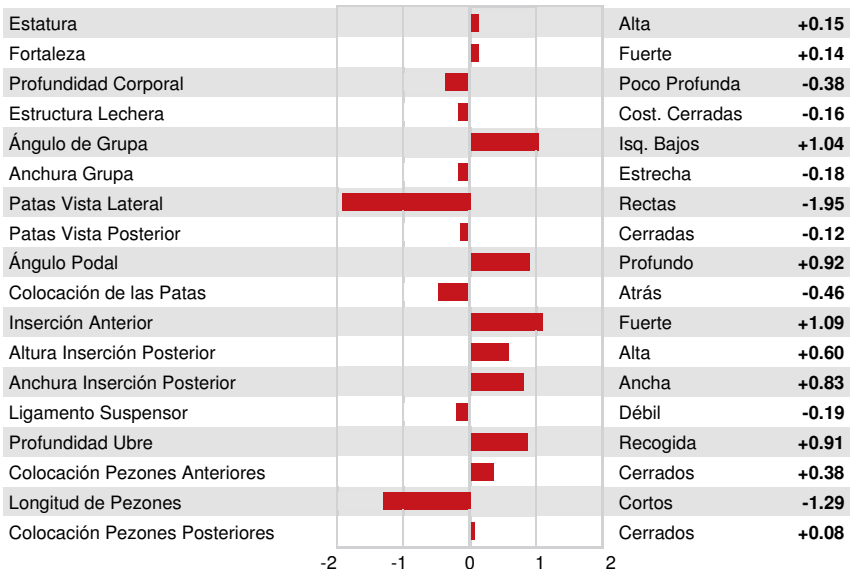 Estatura Alta +0.15
Fortaleza Fuerte +0.14
Profundidad Corporal Poco Profunda -0.38
Estructura Lechera Cost. Cerradas -0.16
Ángulo de Grupa Isq. Bajos +1.04
Anchura Grupa Estrecha -0.18
Patas Vista Lateral Rectas -1.95
Patas Vista Posterior Cerradas -0.12
Ángulo Podal Profundo +0.92
Colocación de las Patas Atrás -0.46
Inserción Anterior Fuerte +1.09
Altura Inserción Posterior Alta +0.60
Anchura Inserción Posterior Ancha +0.83
Ligamento Suspensor Débil -0.19
Profundidad Ubre Recogida +0.91
Colocación Pezones Anteriores Cerrados +0.38
Longitud de Pezones Cortos -1.29
Colocación Pezones Posteriores Cerrados +0.08
-2 -1 0 1 2